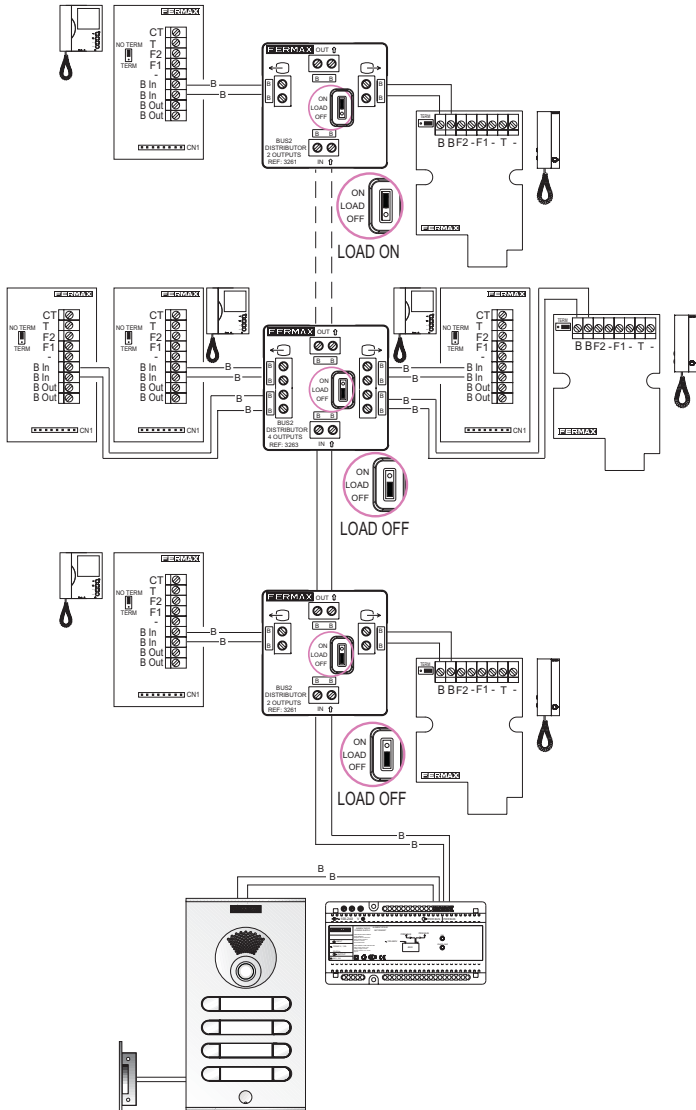 FERMAX
CT
T
F2
F1
-
B In
B In
B Out
B Out
NO TERM
TERM
CN1
B
B
FERMAX OUT ⇧
B B
B
B
ON
LOAD
OFF
B
B
B B
BUS2
DISTRIBUTOR
2 OUTPUTS
REF: 3261
IN ⇧
TERM
B B F2 - F1 - T -
FERMAX
ON
LOAD
OFF
LOAD ON
FERMAX
CT
T
F2
F1
-
B In
B In
B Out
B Out
NO TERM
TERM
CN1
FERMAX
CT
T
F2
F1
-
B In
B In
B Out
B Out
NO TERM
TERM
CN1
B
B
B
B
FERMAX OUT ⇧
B B
B
B
B
B
ON
LOAD
OFF
B
B
B
B
B B
BUS2
DISTRIBUTOR
4 OUTPUTS
REF: 3263
IN ⇧
B
B
B
B
FERMAX
CT
T
F2
F1
-
B In
B In
B Out
B Out
NO TERM
TERM
CN1
TERM
B B F2 - F1 - T -
FERMAX
ON
LOAD
OFF
LOAD OFF
FERMAX
CT
T
F2
F1
-
B In
B In
B Out
B Out
NO TERM
TERM
CN1
B
B
FERMAX OUT ⇧
B B
B
B
ON
LOAD
OFF
B
B
B B
BUS2
DISTRIBUTOR
2 OUTPUTS
REF: 3261
IN ⇧
TERM
B B F2 - F1 - T -
FERMAX
ON
LOAD
OFF
LOAD OFF
B
B
B
B